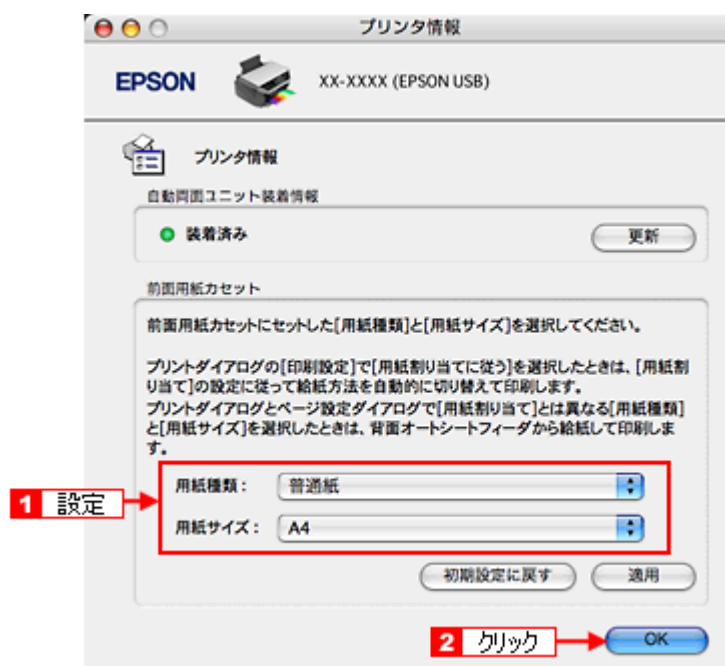 プリンタ情報
EPSON
XX-XXXX (EPSON USB)
プリンタ情報
自動両面ユニット装着情報
装着済み
更新
前面用紙カセット
前面用紙カセットにセットした[用紙種類]と[用紙サイズ]を選択してください。
プリントダイアログの[印刷設定]で[用紙割り当てに従う]を選択したときは、[用紙割
り当て]の設定に従って給紙方法を自動的に切り替えて印刷します。
プリントダイアログとページ設定ダイアログで[用紙割り当て]とは異なる[用紙種類]
と[用紙サイズ]を選択したときは、背面オートシートフィーダから給紙して印刷しま
す。
用紙種類： 普通紙
1 設定
用紙サイズ： A4
初期設定に戻す 適用
2 クリック OK